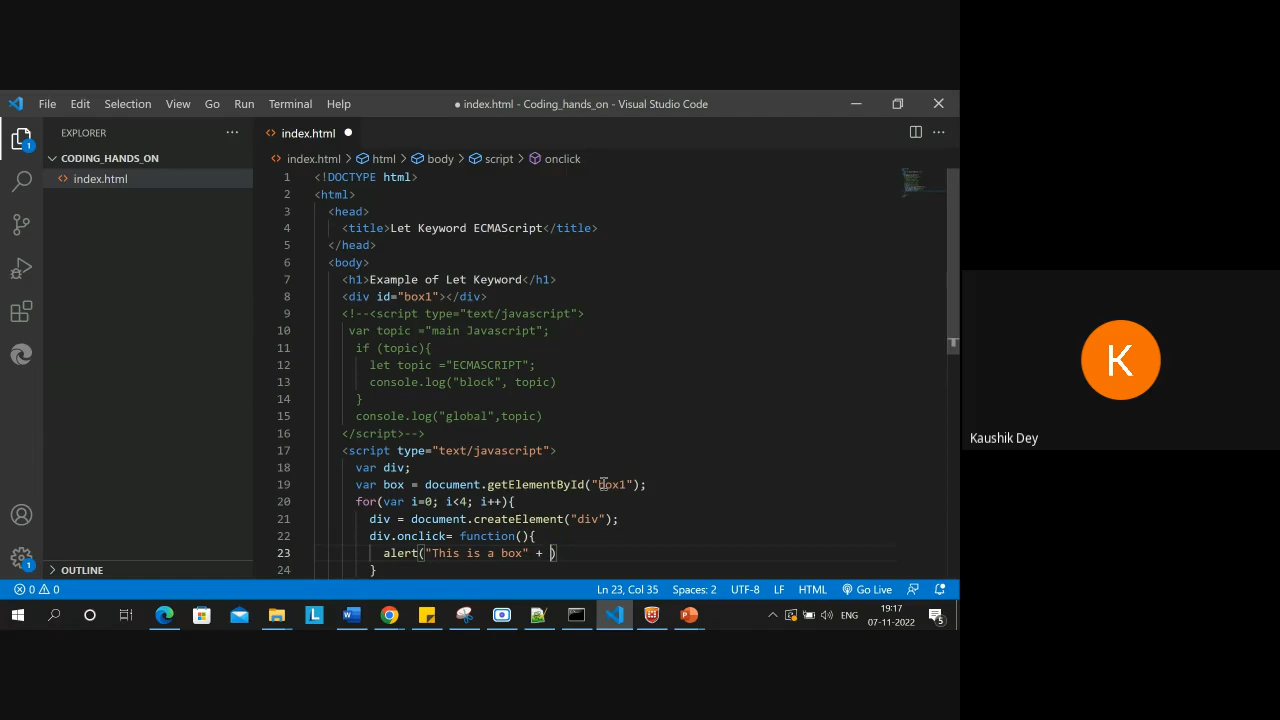 File Edit Selection View Go Run Terminal Help
● index.html - Coding_hands_on - Visual Studio Code
EXPLORER
index.html
CODING_HANDS_ON
index.html > html > body > script > onclick
index.html
1 <!DOCTYPE html>
2 <html>
3 <head>
4 <title>Let Keyword ECMAScript</title>
5 </head>
6 <body>
7 <h1>Example of Let Keyword</h1>
8 <div id="box1"></div>
9 <!--<script type="text/javascript">
10 var topic ="main Javascript";
11 if (topic){
12 let topic ="ECMASCRIPT";
13 console.log("block", topic)
14 }
15 console.log("global",topic)
16 </script>-->
17 <script type="text/javascript">
18 var div;
19 var box = document.getElementById("box1");
20 for(var i=0; i<4; i++){
21 div = document.createElement("div");
22 div.onclick= function(){
23 alert("This is a box" + )
24 }
OUTLINE
1
1
0 0 Ln 23, Col 35 Spaces: 2 UTF-8 LF HTML Go Live
ENG 19:17
07-11-2022
5
K
Kaushik Dey